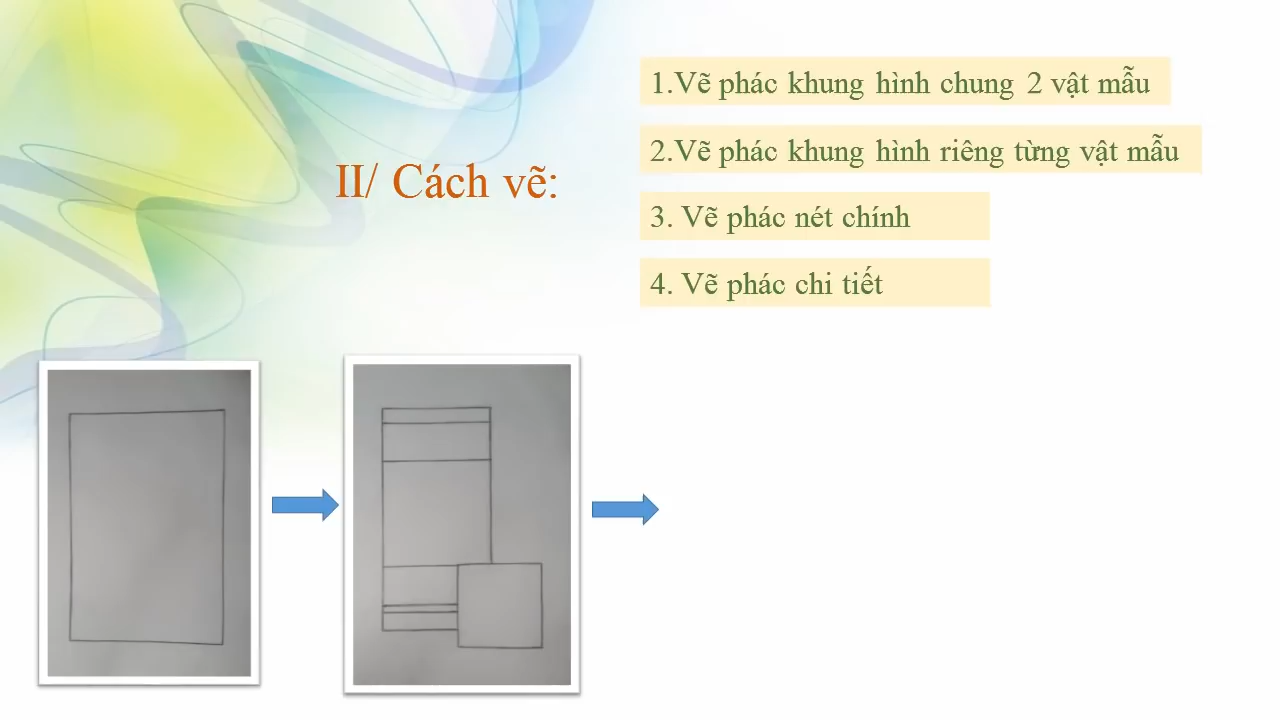 II/ Cách vẽ:
1.Vẽ phác khung hình chung 2 vật mẫu
2.Vẽ phác khung hình riêng từng vật mẫu
3. Vẽ phác nét chính
4. Vẽ phác chi tiết